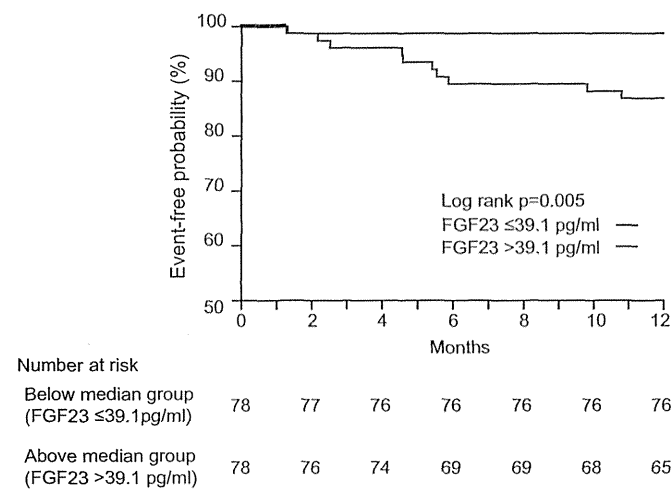 Event-free probability (%)
100
90
80
70
60
50
0 2 4 6 8 10 12
Months
Log rank p=0.005
FGF23 ≤39.1 pg/ml
FGF23 >39.1 pg/ml
Number at risk
Below median group
(FGF23 ≤39.1pg/ml)
78 77 76 76 76 76 76
Above median group
(FGF23 >39.1 pg/ml)
78 76 74 69 69 68 65